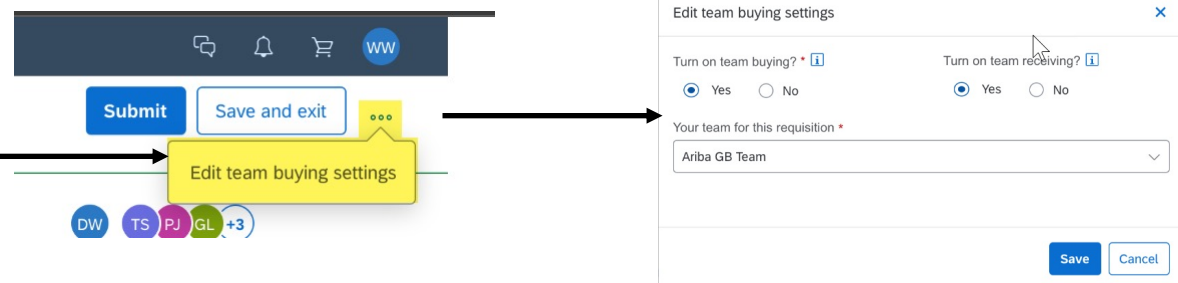 WW
Submit
Save and exit
Edit team buying settings
DW TS PJ GL +3
Edit team buying settings
Turn on team buying? * i
Turn on team receiving? i
Yes No
Yes No
Your team for this requisition *
Ariba GB Team
Save Cancel